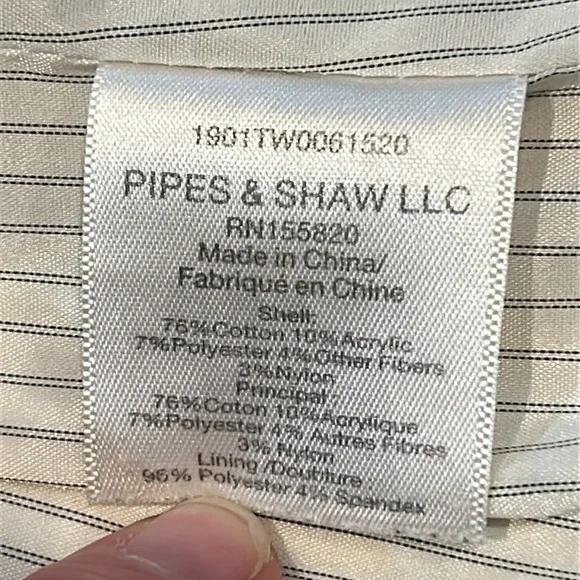 1901TW0061520
PIPES & SHAW LLC
RN155820
Made in China/
Fabriqué en Chine
Shell:
76%Cotton 10%Acrylic
7%Polyester 4%Other Fibers
3%Nylon
Principal:
76%Coton 10%Acrylique
7%Polyester 4% Autres Fibres
3% Nylon
Lining /Doublure :
96% Polyester 4% Spandex